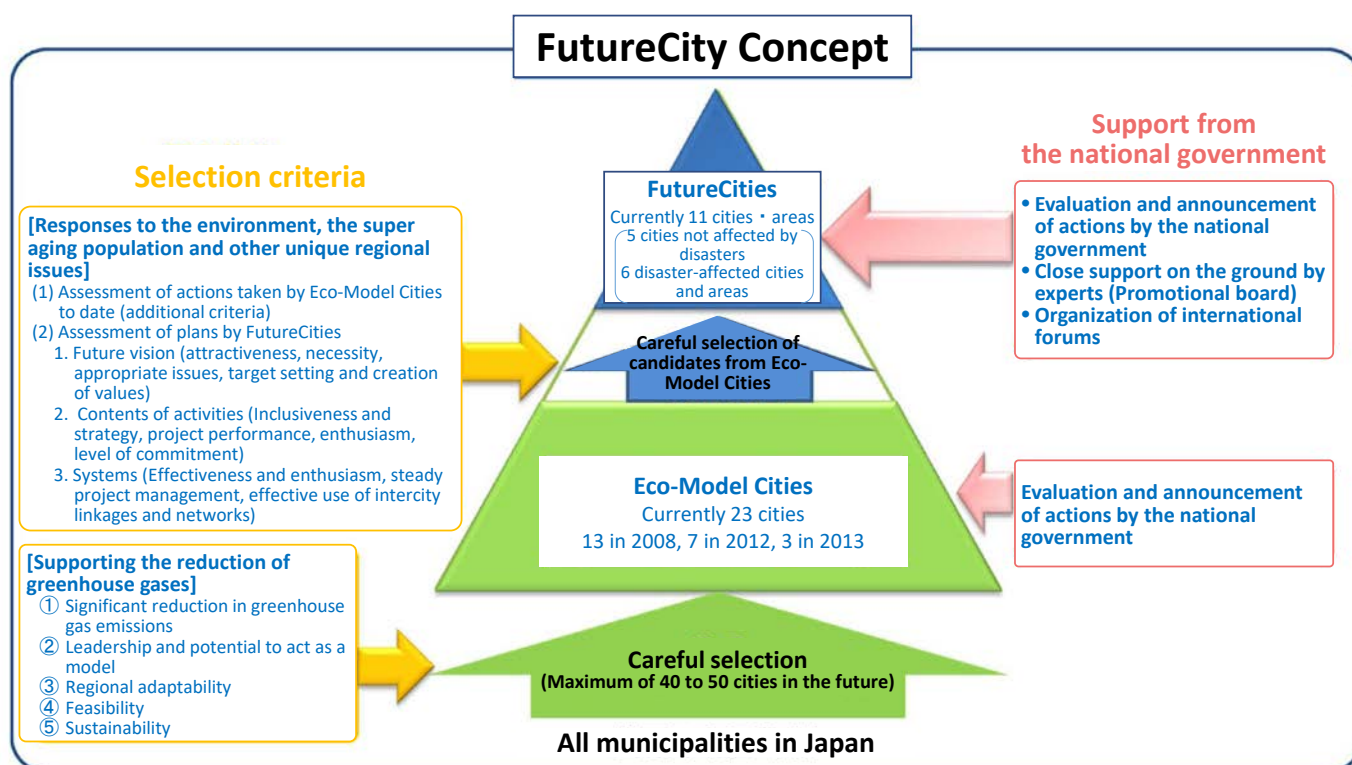 FutureCity Concept
Selection criteria
[Responses to the environment, the super
aging population and other unique regional
issues]
(1) Assessment of actions taken by Eco-Model Cities
to date (additional criteria)
(2) Assessment of plans by FutureCities
1. Future vision (attractiveness, necessity,
appropriate issues, target setting and creation
of values)
2. Contents of activities (Inclusiveness and
strategy, project performance, enthusiasm,
level of commitment)
3. Systems (Effectiveness and enthusiasm, steady
project management, effective use of intercity
linkages and networks)
[Supporting the reduction of
greenhouse gases]
① Significant reduction in greenhouse
gas emissions
② Leadership and potential to act as a
model
③ Regional adaptability
④ Feasibility
⑤ Sustainability
FutureCities
Currently 11 cities・areas
5 cities not affected by
disasters
6 disaster-affected cities
and areas
Careful selection of
candidates from Eco-
Model Cities
Eco-Model Cities
Currently 23 cities
13 in 2008, 7 in 2012, 3 in 2013
Careful selection
(Maximum of 40 to 50 cities in the future)
All municipalities in Japan
Support from
the national government
• Evaluation and announcement
of actions by the national
government
• Close support on the ground by
experts (Promotional board)
• Organization of international
forums
Evaluation and announcement
of actions by the national
government